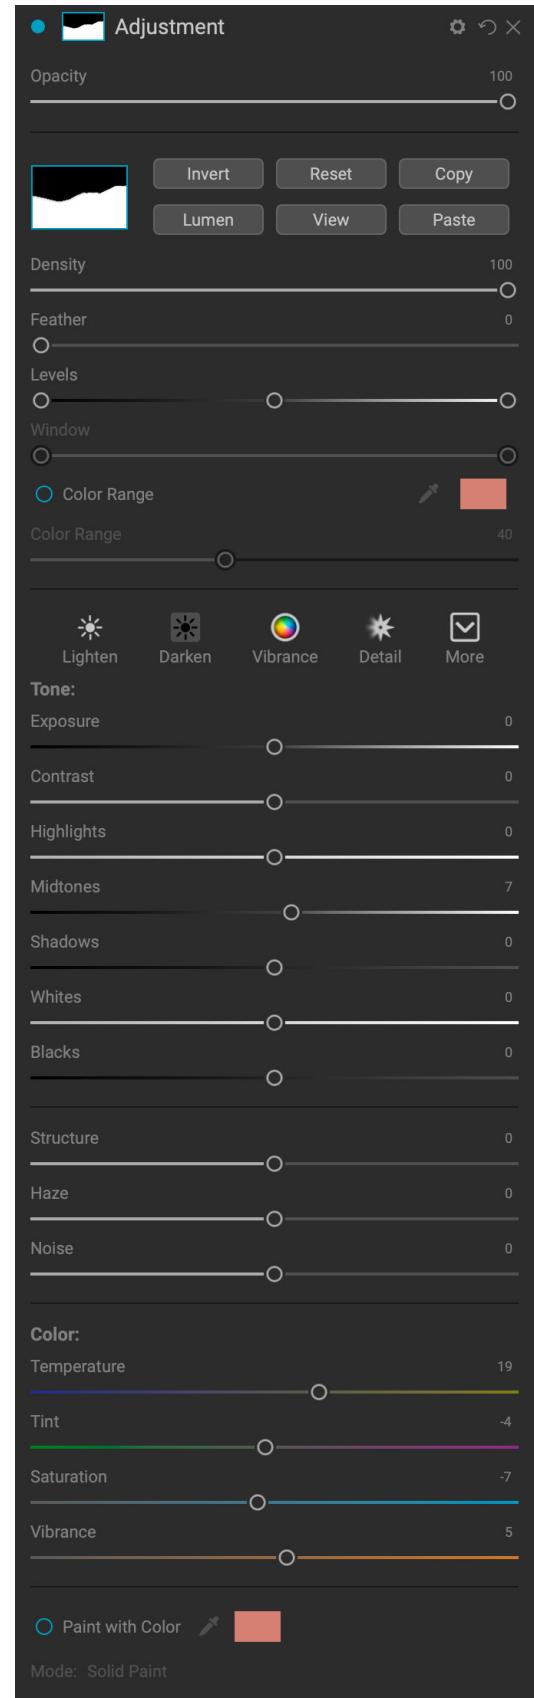 Adjustment
Opacity 100
Invert Reset Copy
Lumen View Paste
Density 100
Feather 0
Levels
Window
Color Range
Color Range 40
Lighten Darken Vibrance Detail More
Tone:
Exposure 0
Contrast 0
Highlights 0
Midtones 7
Shadows 0
Whites 0
Blacks 0
Structure 0
Haze 0
Noise 0
Color:
Temperature 19
Tint -4
Saturation -7
Vibrance 5
Paint with Color
Mode: Solid Paint